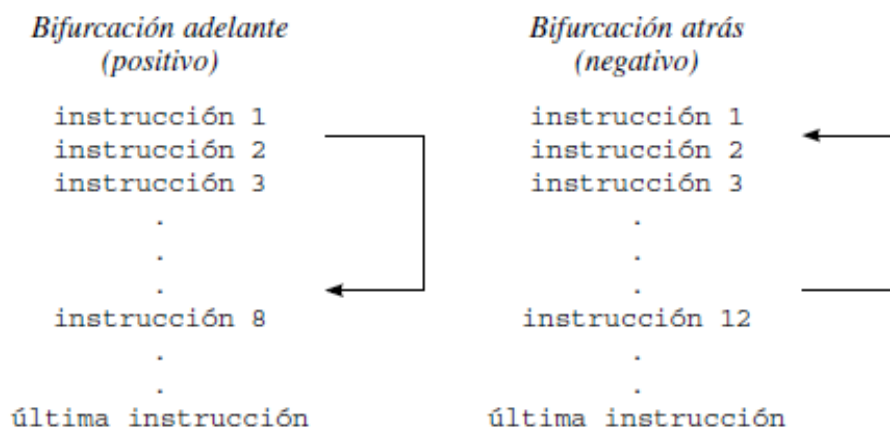 Bifurcación adelante
(positivo)
instrucción 1
instrucción 2
instrucción 3
.
.
.
instrucción 8
.
.
última instrucción
Bifurcación atrás
(negativo)
instrucción 1
instrucción 2
instrucción 3
.
.
.
instrucción 12
.
.
última instrucción